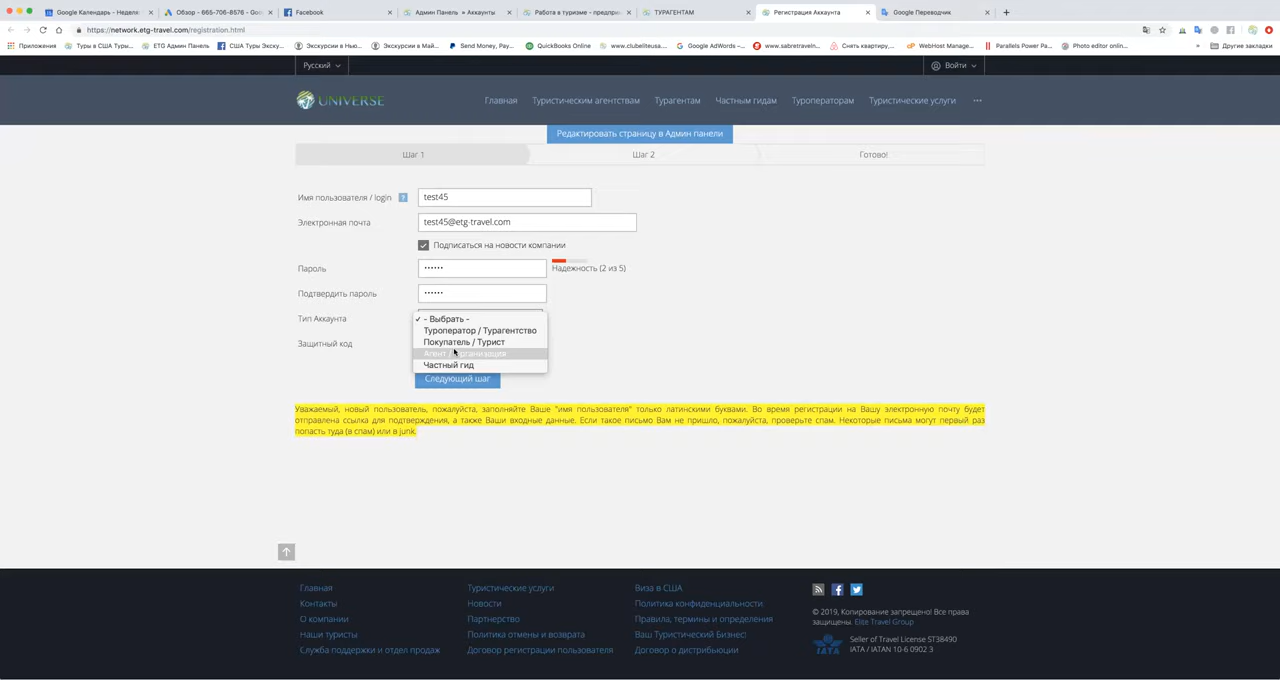 Google Календарь - Неделя
Обзор - 665-706-8576 - Goo
Facebook
Админ Панель » Аккаунты
Работа в туризме - предпри
ТУРАГЕНТАМ
Регистрация Аккаунта
Google Переводчик
https://network.etg-travel.com/registration.html
Приложения
Туры в США Туры...
ЕТG Админ Панель
США Туры Экску...
Экскурсии в Нью...
Экскурсии в Май...
Send Money, Pay...
QuickBooks Online
www.clubeliteusa....
Google AdWords –...
www.sabretraveln...
Снять квартиру,...
WebHost Manage...
Parallels Power Pa...
Photo editor onlin...
»
Другие закладки
Русский
Войти
UNIVERSE
Главная
Туристическим агентствам
Турагентам
Частным гидам
Туроператорам
Туристические услуги
Редактировать страницу в Админ панели
Шаг 1
Шаг 2
Готово!
Имя пользователя / login
?
test45
Электронная почта
test45@etg-travel.com
Подписаться на новости компании
Пароль
••••••
Надежность (2 из 5)
Подтвердить пароль
••••••
Тип Аккаунта
✓ - Выбрать -
Туроператор / Турагентство
Защитный код
Покупатель / Турист
Агент / Организация
Частный гид
Следующий шаг
Уважаемый, новый пользователь, пожалуйста, заполняйте Ваше "имя пользователя" только латинскими буквами. Во время регистрации на Вашу электронную почту будет
отправлена ссылка для подтверждения, а также Ваши входные данные. Если такое письмо Вам не пришло, пожалуйста, проверьте спам. Некоторые письма могут первый раз
попасть туда (в спам) или в junk.
Главная
Контакты
О компании
Наши туристы
Служба поддержки и отдел продаж
Туристические услуги
Новости
Партнерство
Политика отмены и возврата
Договор регистрации пользователя
Виза в США
Политика конфиденциальности
Правила, термины и определения
Ваш Туристический Бизнес!
Договор о дистрибьюции
© 2019, Копирование запрещено! Все права
защищены. Elite Travel Group
IATA
Seller of Travel License ST38490
IATA / IATAN 10-6 0902 3